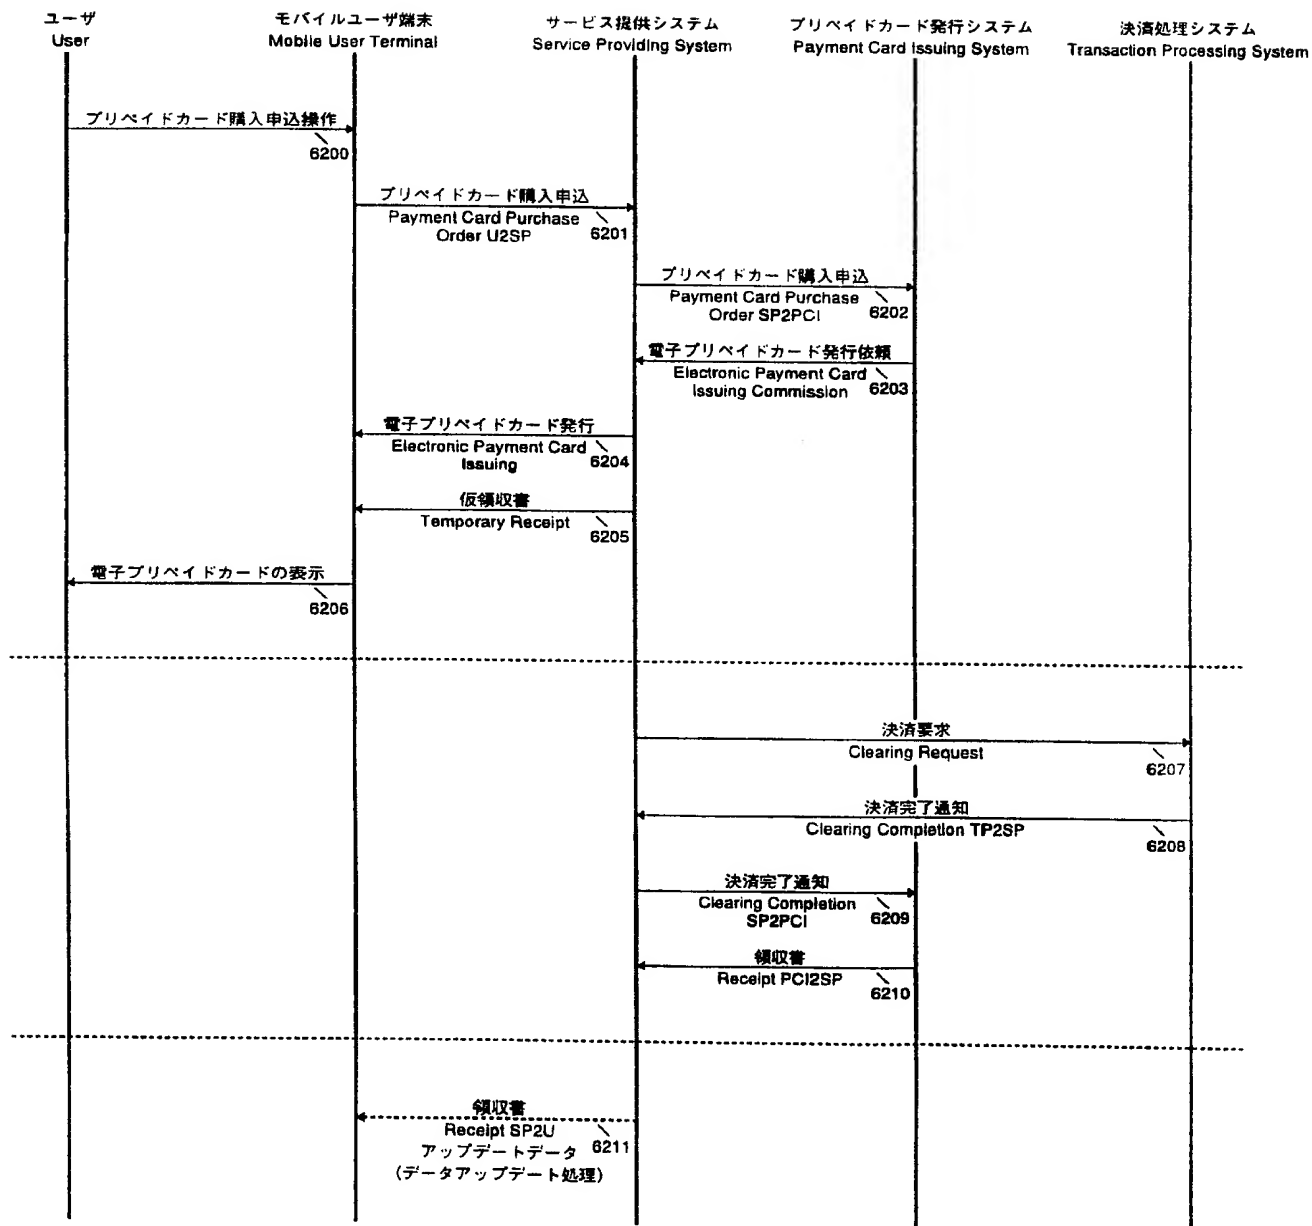 ユーザ
User
モバイルユーザ端末
Mobile User Terminal
サービス提供システム
Service Providing System
プリペイドカード発行システム
Payment Card Issuing System
決済処理システム
Transaction Processing System
プリペイドカード購入申込操作
6200
プリペイドカード購入申込
Payment Card Purchase
Order U2SP
6201
プリペイドカード購入申込
Payment Card Purchase
Order SP2PCI
6202
電子プリペイドカード発行依頼
Electronic Payment Card
Issuing Commission
6203
電子プリペイドカード発行
Electronic Payment Card
Issuing
6204
仮領収書
Temporary Receipt
6205
電子プリペイドカードの表示
6206
決済要求
Clearing Request
6207
決済完了通知
Clearing Completion TP2SP
6208
決済完了通知
Clearing Completion
SP2PCI
6209
領収書
Receipt PCI2SP
6210
領収書
Receipt SP2U
6211
アップデートデータ
(データアップデート処理)